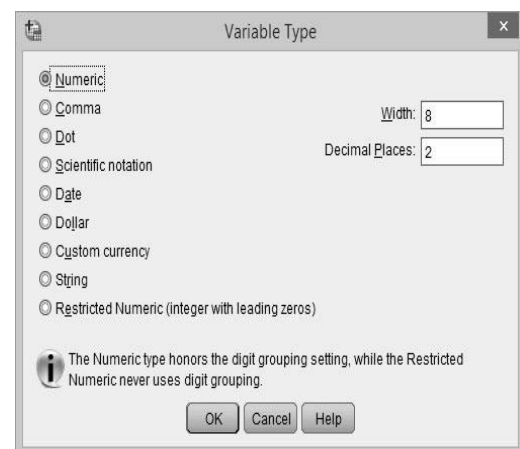 Variable Type
x
Numeric
Comma
Dot
Scientific notation
Date
Dollar
Custom currency
String
Restricted Numeric (integer with leading zeros)
Width: 8
Decimal Places: 2
The Numeric type honors the digit grouping setting, while the Restricted
Numeric never uses digit grouping.
OK Cancel Help